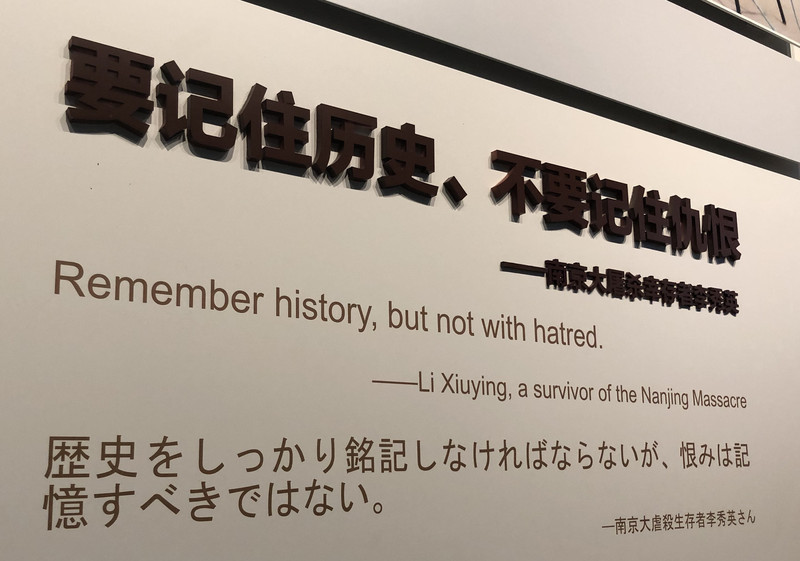 要记住历史、不要记住仇恨
——南京大屠杀幸存者李秀英
Remember history, but not with hatred.
——Li Xiuying, a survivor of the Nanjing Massacre
歴史をしっかり銘記しなければならないが、恨みは記
憶すべきではない。
—南京大虐殺生存者李秀英さん